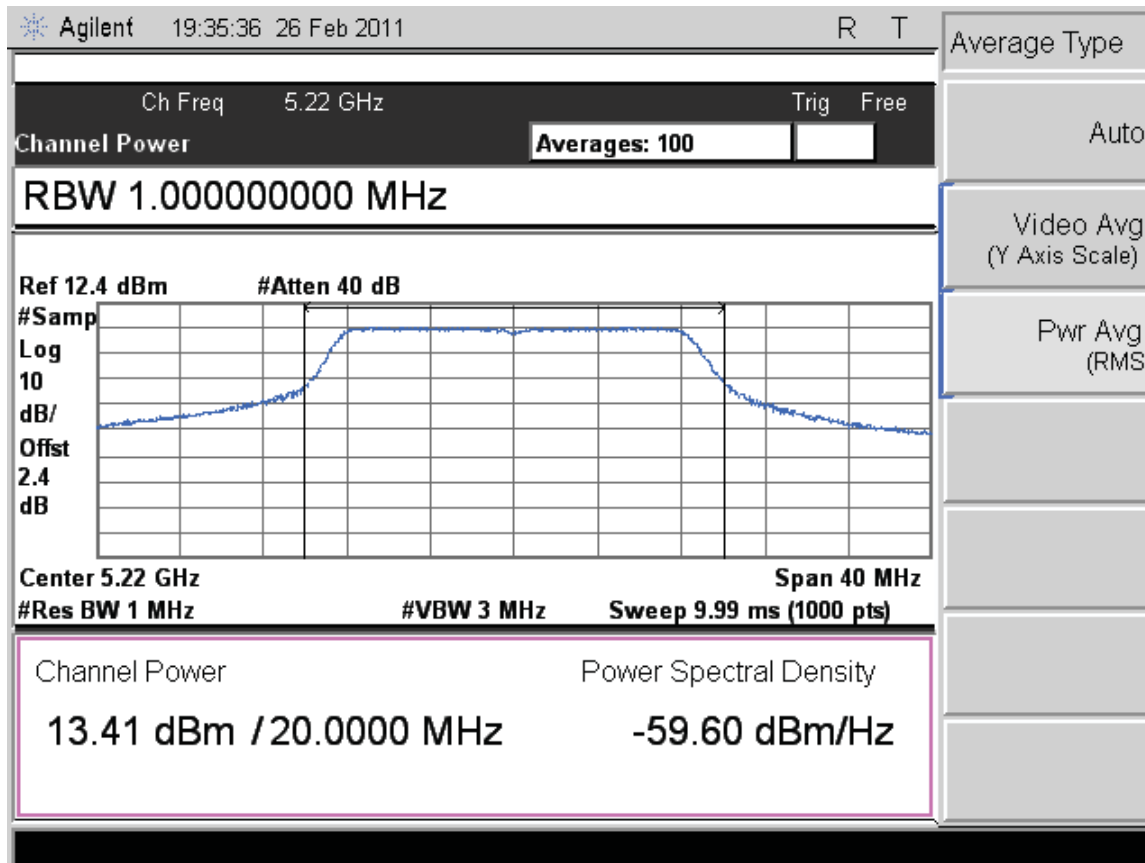 Agilent 19:35:36 26 Feb 2011 R T
Average Type
Ch Freq 5.22 GHz Trig Free
Channel Power Averages: 100
Auto
RBW 1.000000000 MHz
Video Avg
(Y Axis Scale)
Ref 12.4 dBm #Atten 40 dB
#Samp
Log
10
dB/
Offst
2.4
dB
Pwr Avg
(RMS
Center 5.22 GHz Span 40 MHz
#Res BW 1 MHz #VBW 3 MHz Sweep 9.99 ms (1000 pts)
Channel Power Power Spectral Density
13.41 dBm / 20.0000 MHz -59.60 dBm/Hz